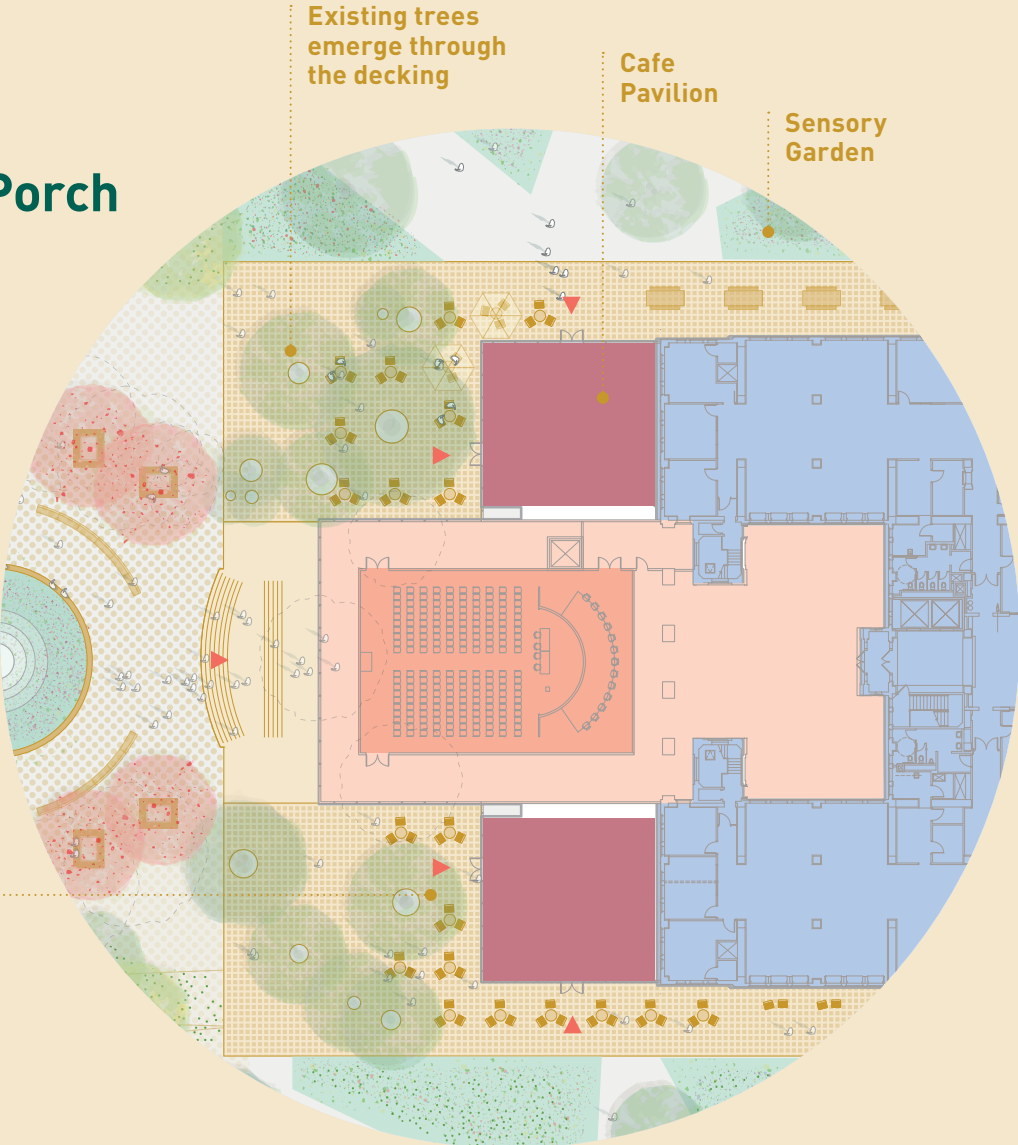 Existing trees
emerge through
the decking
Cafe
Pavilion
Sensory
Garden
Porch